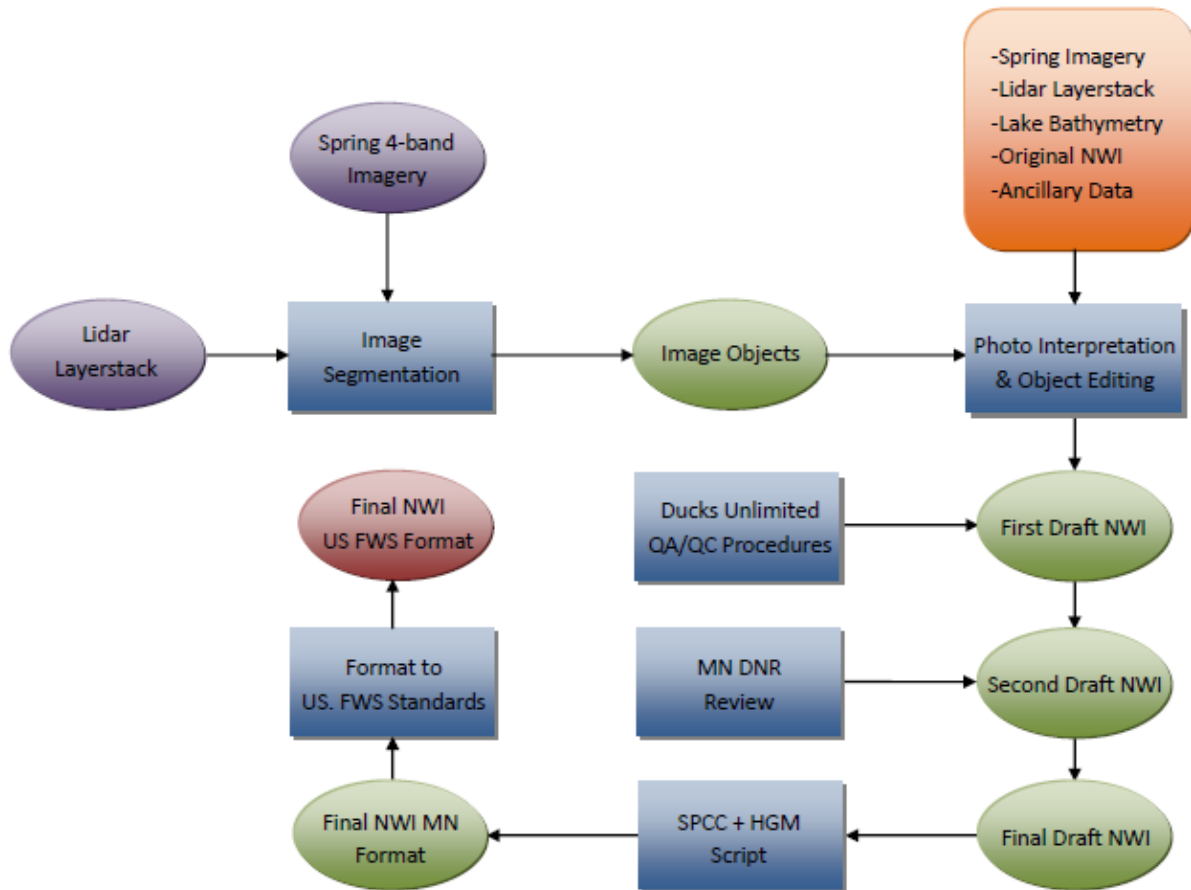 -Spring Imagery
-Lidar Layerstack
-Lake Bathymetry
-Original NWI
-Ancillary Data
Spring 4-band
Imagery
Lidar
Layerstack
Image
Segmentation
Image Objects
Photo Interpretation
& Object Editing
Final NWI
US FWS Format
Ducks Unlimited
QA/QC Procedures
First Draft NWI
Format to
US. FWS Standards
MN DNR
Review
Second Draft NWI
Final NWI MN
Format
SPCC + HGM
Script
Final Draft NWI